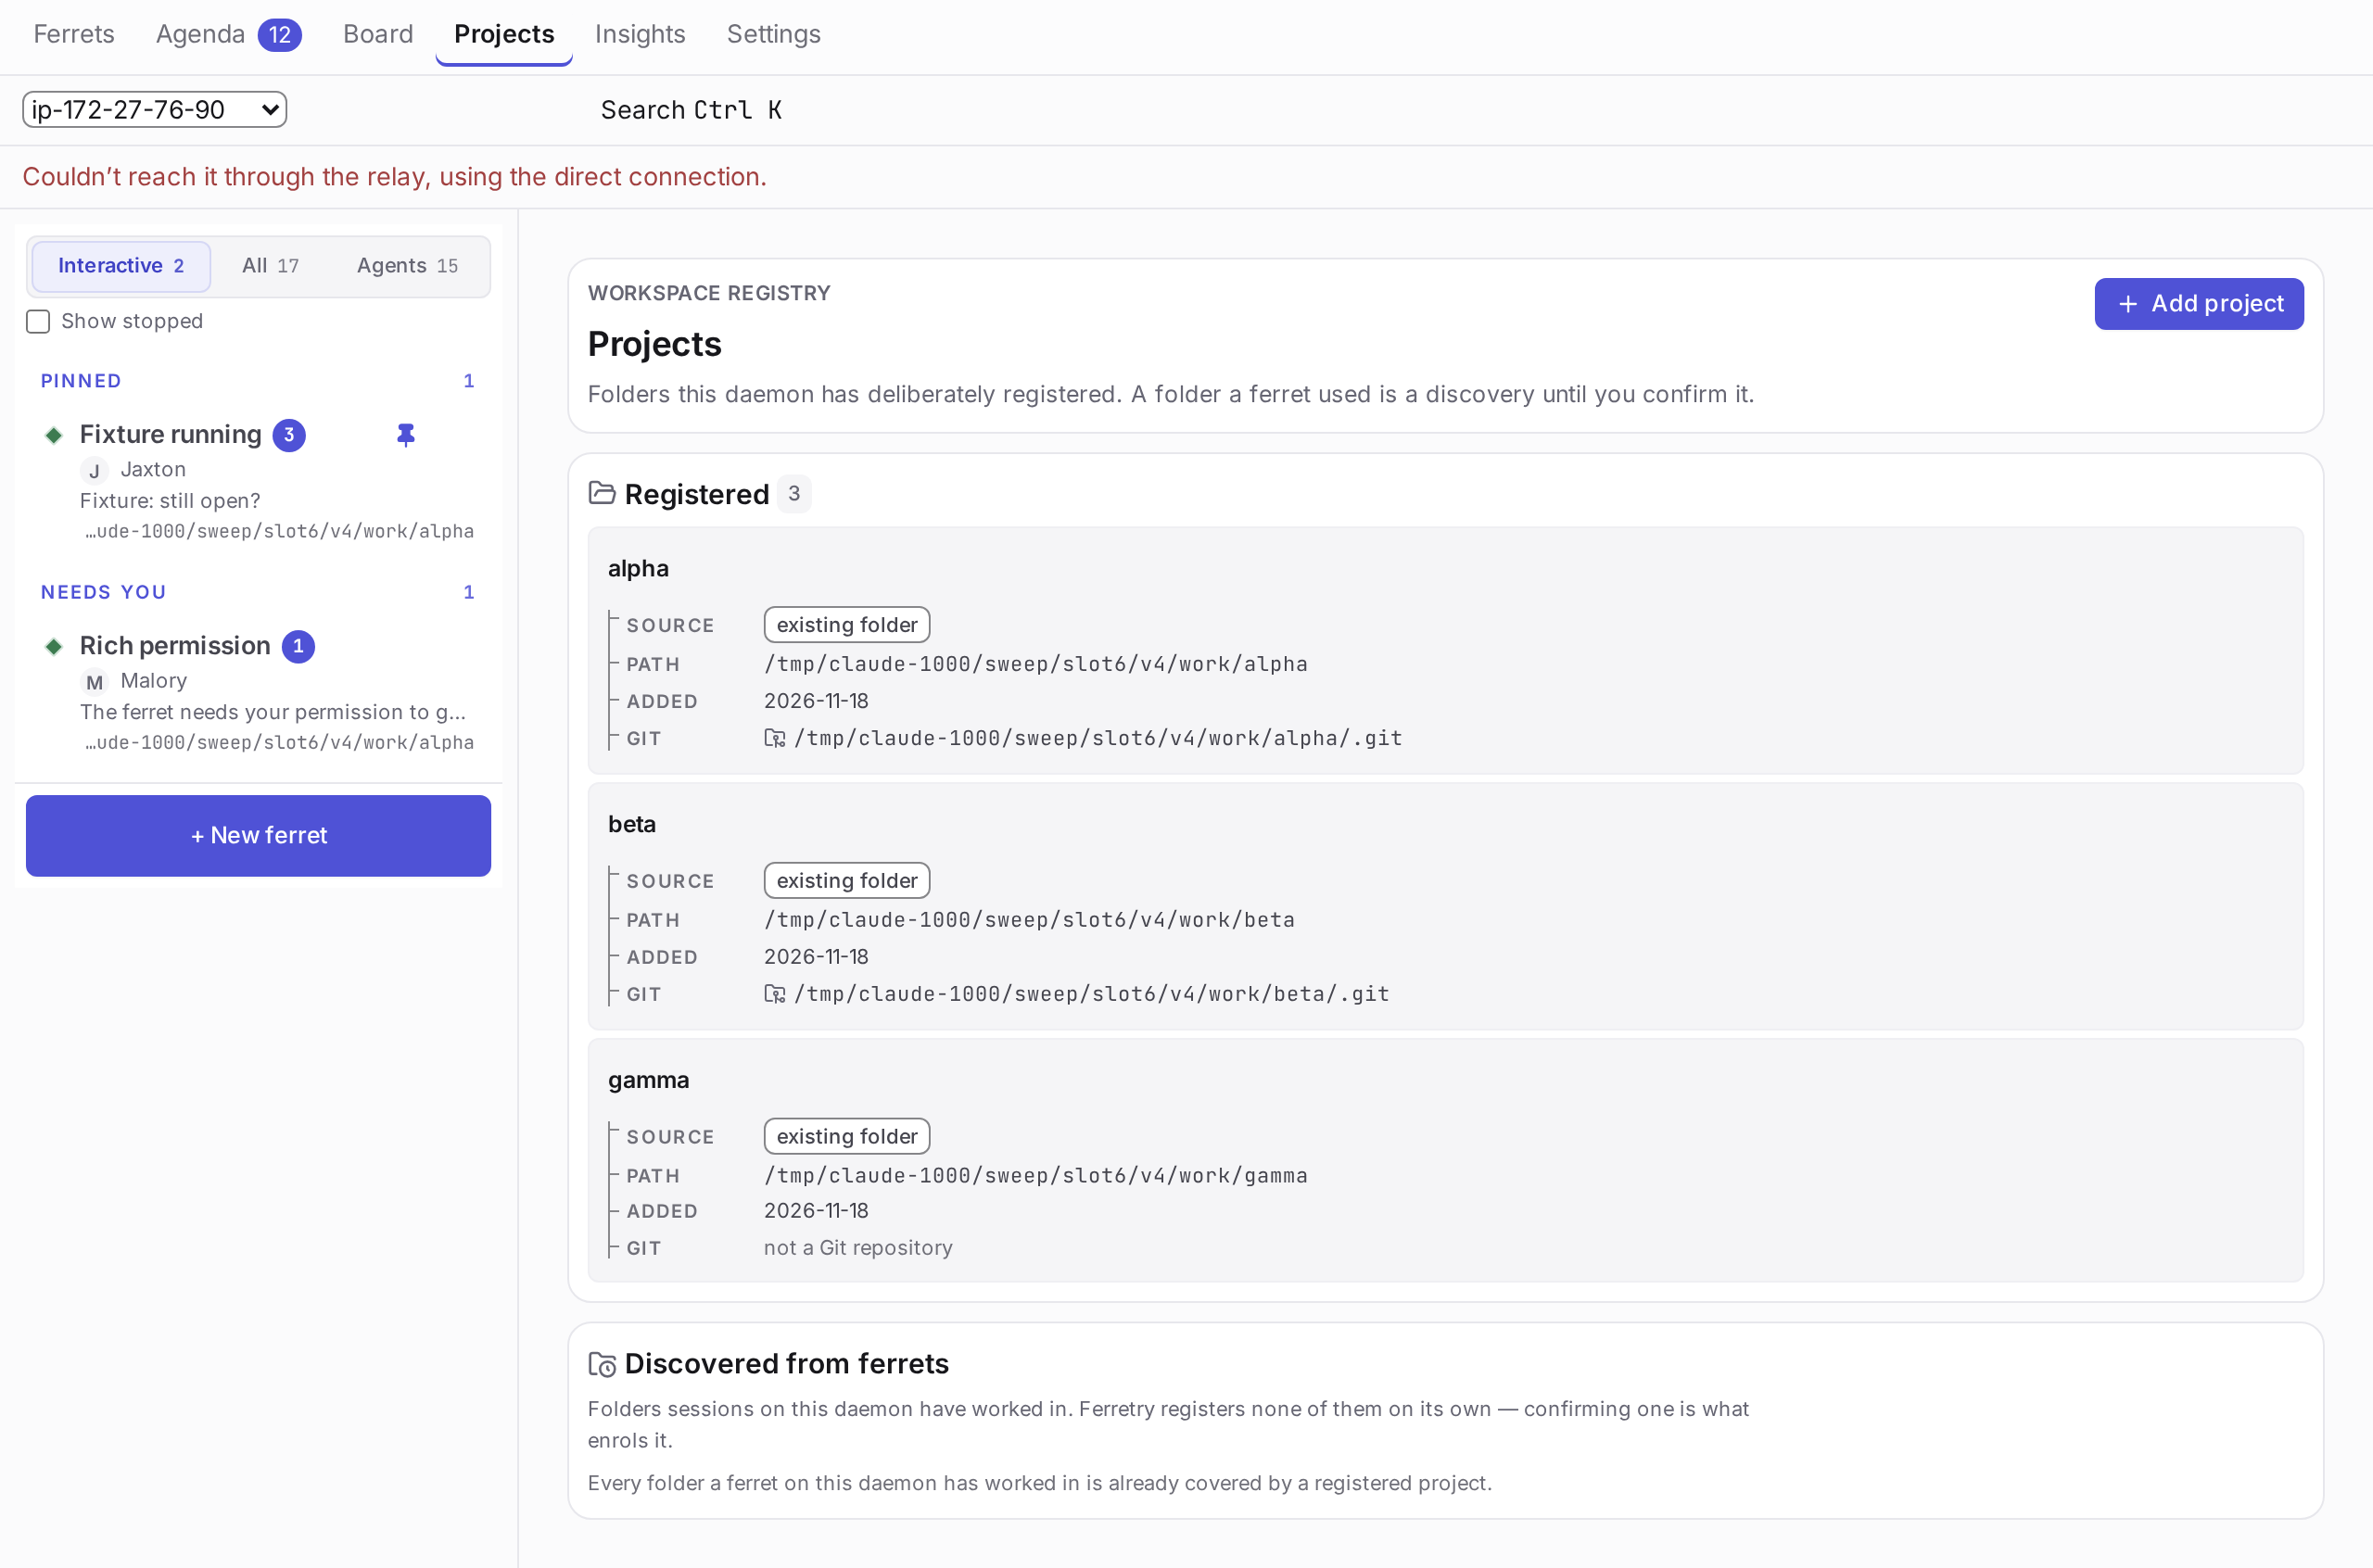 Ferrets Agenda 12 Board Projects Insights Settings
ip-172-27-76-90 Search Ctrl K
Couldn’t reach it through the relay, using the direct connection.
Interactive 2 All 17 Agents 15
Show stopped
PINNED 1
Fixture running 3
J Jaxton
Fixture: still open?
…ude-1000/sweep/slot6/v4/work/alpha
NEEDS YOU 1
Rich permission 1
M Malory
The ferret needs your permission to g…
…ude-1000/sweep/slot6/v4/work/alpha
+ New ferret
WORKSPACE REGISTRY
+ Add project
Projects
Folders this daemon has deliberately registered. A folder a ferret used is a discovery until you confirm it.
Registered 3
alpha
SOURCE existing folder
PATH /tmp/claude-1000/sweep/slot6/v4/work/alpha
ADDED 2026-11-18
GIT /tmp/claude-1000/sweep/slot6/v4/work/alpha/.git
beta
SOURCE existing folder
PATH /tmp/claude-1000/sweep/slot6/v4/work/beta
ADDED 2026-11-18
GIT /tmp/claude-1000/sweep/slot6/v4/work/beta/.git
gamma
SOURCE existing folder
PATH /tmp/claude-1000/sweep/slot6/v4/work/gamma
ADDED 2026-11-18
GIT not a Git repository
Discovered from ferrets
Folders sessions on this daemon have worked in. Ferretry registers none of them on its own — confirming one is what
enrols it.
Every folder a ferret on this daemon has worked in is already covered by a registered project.